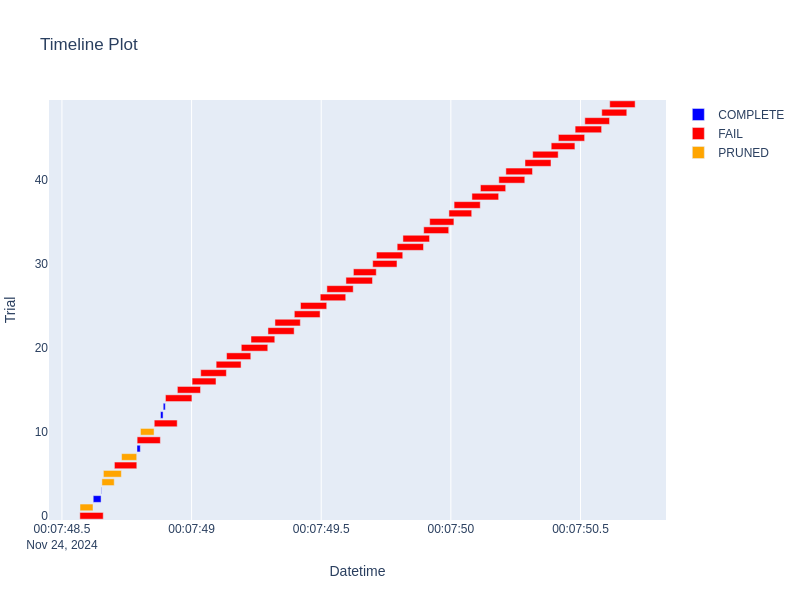 Timeline Plot
COMPLETE
FAIL
PRUNED
Trial
40
30
20
10
0
00:07:48.5
Nov 24, 2024
00:07:49
00:07:49.5
00:07:50
00:07:50.5
Datetime